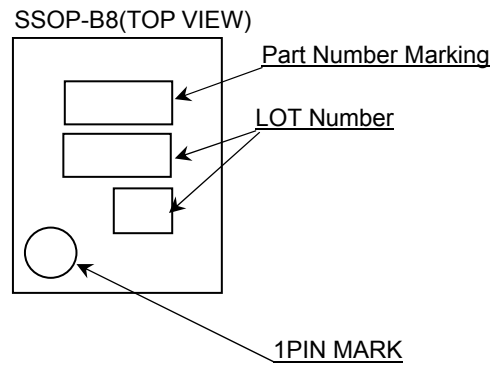 SSOP-B8(TOP VIEW)
Part Number Marking
LOT Number
1PIN MARK